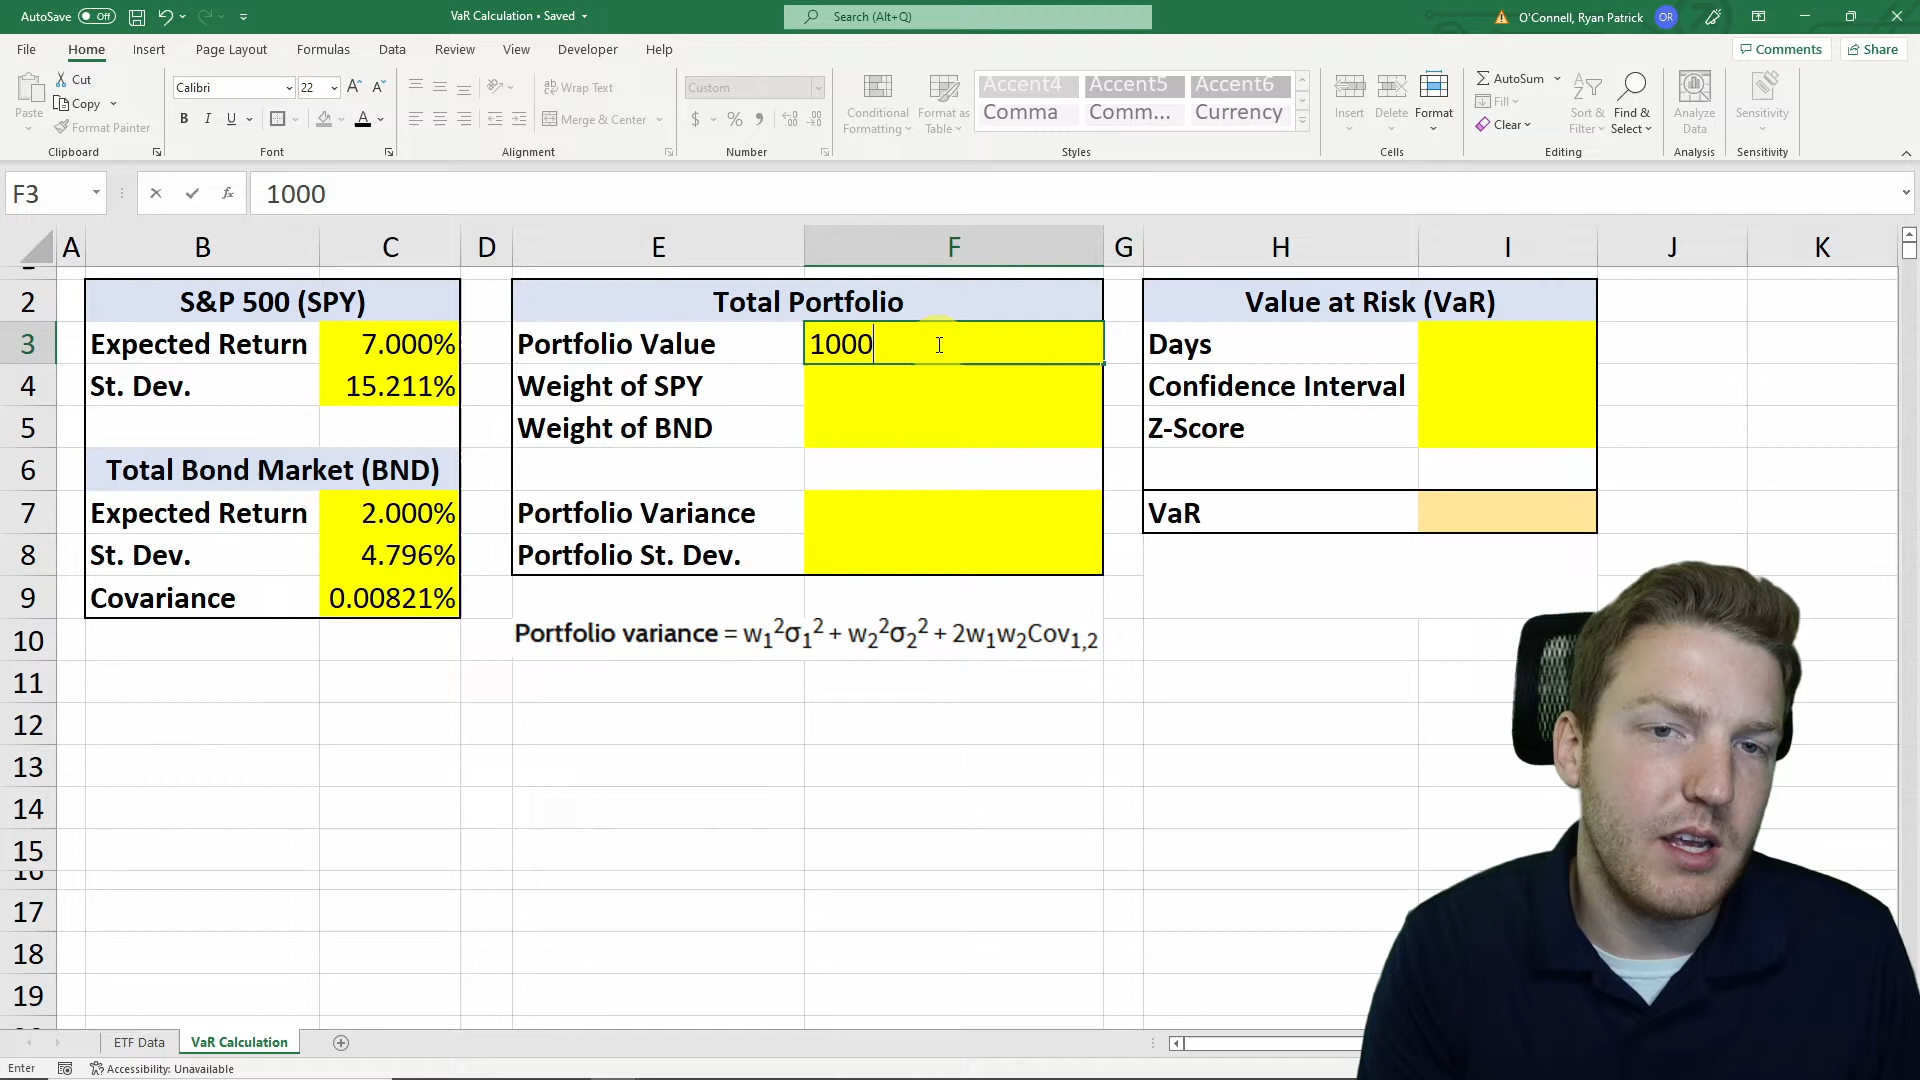 AutoSave Off VaR Calculation • Saved Search (Alt+Q) O'Connell, Ryan Patrick OR
File Home Insert Page Layout Formulas Data Review View Developer Help Comments Share
Paste Cut Copy Format Painter
Calibri 22 A A
B I U A
Wrap Text
Merge & Center
Custom
$ %
Conditional Formatting Format as Table
Accent4 Accent5 Accent6
Comma Comm... Currency
Insert Delete Format
AutoSum Fill Clear
Sort & Filter Find & Select
Analyze Data Sensitivity
Clipboard Font Alignment Number Styles Cells Editing Analysis Sensitivity
F3 fx 1000
A B C D E F G H I J K
2 S&P 500 (SPY) Total Portfolio Value at Risk (VaR)
3 Expected Return 7.000% Portfolio Value 1000 Days
4 St. Dev. 15.211% Weight of SPY Confidence Interval
5 Weight of BND Z-Score
6 Total Bond Market (BND)
7 Expected Return 2.000% Portfolio Variance VaR
8 St. Dev. 4.796% Portfolio St. Dev.
9 Covariance 0.00821%
10 Portfolio variance = w₁²σ₁² + w₂²σ₂² + 2w₁w₂Cov₁,₂
11
12
13
14
15
16
17
18
19
ETF Data VaR Calculation
Enter Accessibility: Unavailable